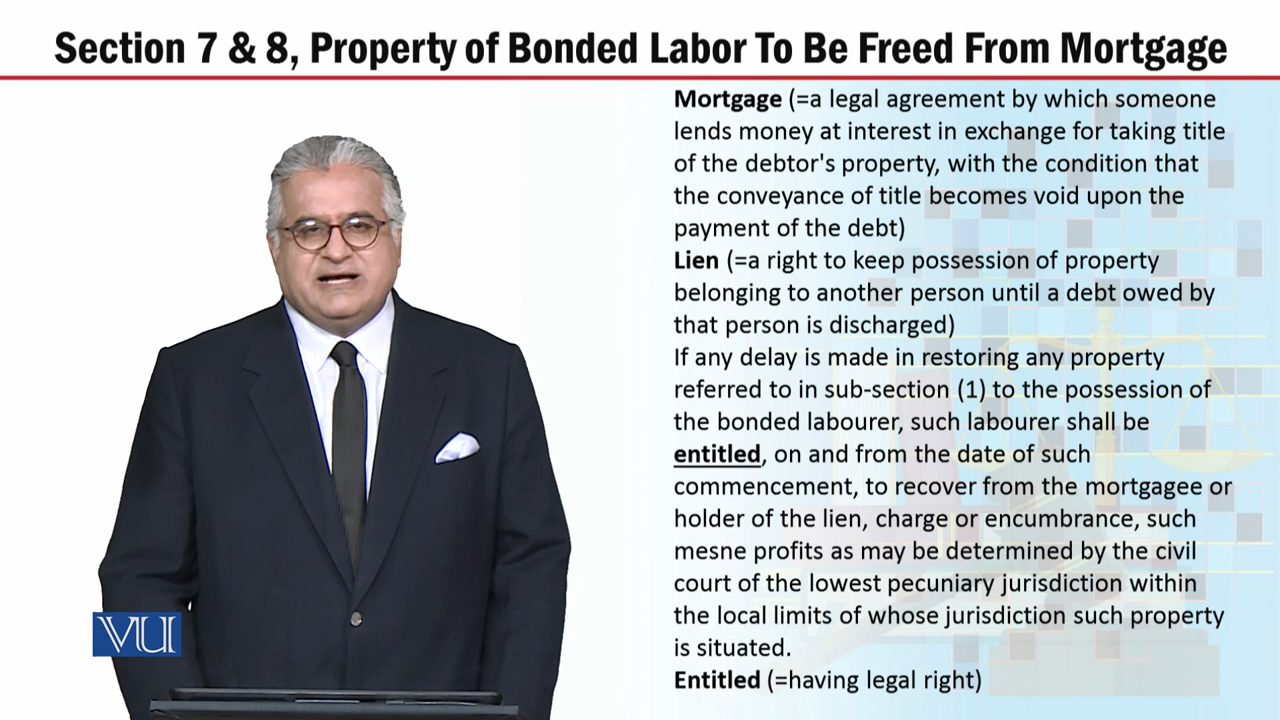 Section 7 & 8, Property of Bonded Labor To Be Freed From Mortgage
Mortgage (=a legal agreement by which someone
lends money at interest in exchange for taking title
of the debtor's property, with the condition that
the conveyance of title becomes void upon the
payment of the debt)
Lien (=a right to keep possession of property
belonging to another person until a debt owed by
that person is discharged)
If any delay is made in restoring any property
referred to in sub-section (1) to the possession of
the bonded labourer, such labourer shall be
entitled, on and from the date of such
commencement, to recover from the mortgagee or
holder of the lien, charge or encumbrance, such
mesne profits as may be determined by the civil
court of the lowest pecuniary jurisdiction within
the local limits of whose jurisdiction such property
is situated.
Entitled (=having legal right)
VU